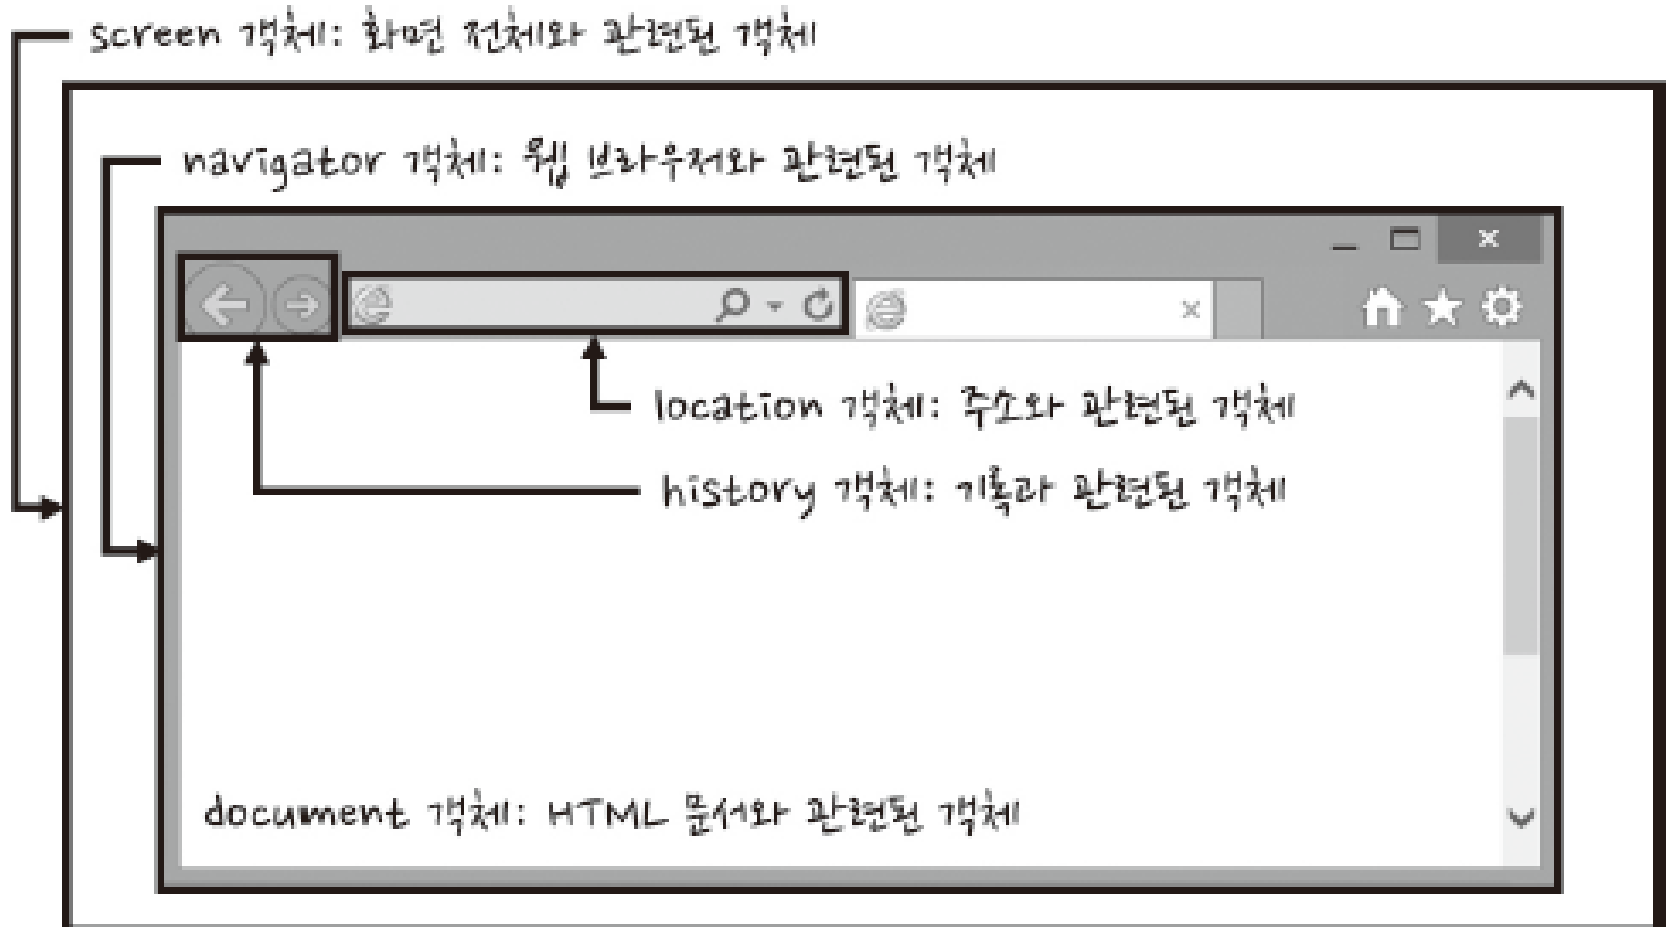 screen 객체: 화면 전체와 관련된 객체
navigator 객체: 웹 브라우저와 관련된 객체
location 객체: 주소와 관련된 객체
history 객체: 기록과 관련된 객체
document 객체: HTML 문서와 관련된 객체